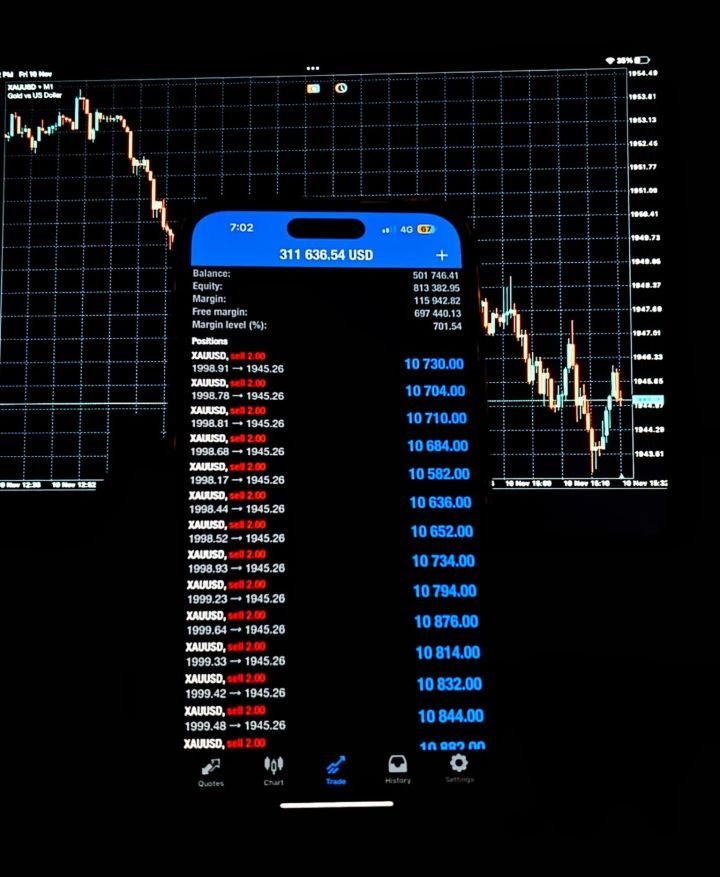 PM Fri 10 Nov
35%
XAUUSD • M1
Gold vs US Dollar
1954.49
1953.81
1953.13
1952.45
1951.77
1951.09
1950.41
1949.73
1949.05
1948.37
1947.69
1947.01
1946.33
1945.65
1944.97
1944.29
1943.61
10 Nov 12:52
10 Nov 15:00
10 Nov 15:16
10 Nov 15:32
7:02
4G 67
311 636.54 USD +
Balance: 501 746.41
Equity: 813 382.95
Margin: 115 942.82
Free margin: 697 440.13
Margin level (%): 701.54
Positions
XAUUSD, sell 2.00
1998.91 → 1945.26 10 730.00
XAUUSD, sell 2.00
1998.78 → 1945.26 10 704.00
XAUUSD, sell 2.00
1998.81 → 1945.26 10 710.00
XAUUSD, sell 2.00
1998.68 → 1945.26 10 684.00
XAUUSD, sell 2.00
1998.17 → 1945.26 10 582.00
XAUUSD, sell 2.00
1998.44 → 1945.26 10 636.00
XAUUSD, sell 2.00
1998.52 → 1945.26 10 652.00
XAUUSD, sell 2.00
1998.93 → 1945.26 10 734.00
XAUUSD, sell 2.00
1999.23 → 1945.26 10 794.00
XAUUSD, sell 2.00
1999.64 → 1945.26 10 876.00
XAUUSD, sell 2.00
1999.33 → 1945.26 10 814.00
XAUUSD, sell 2.00
1999.42 → 1945.26 10 832.00
XAUUSD, sell 2.00
1999.48 → 1945.26 10 844.00
XAUUSD, sell 2.00
10 882.00
Quotes Chart Trade History Settings